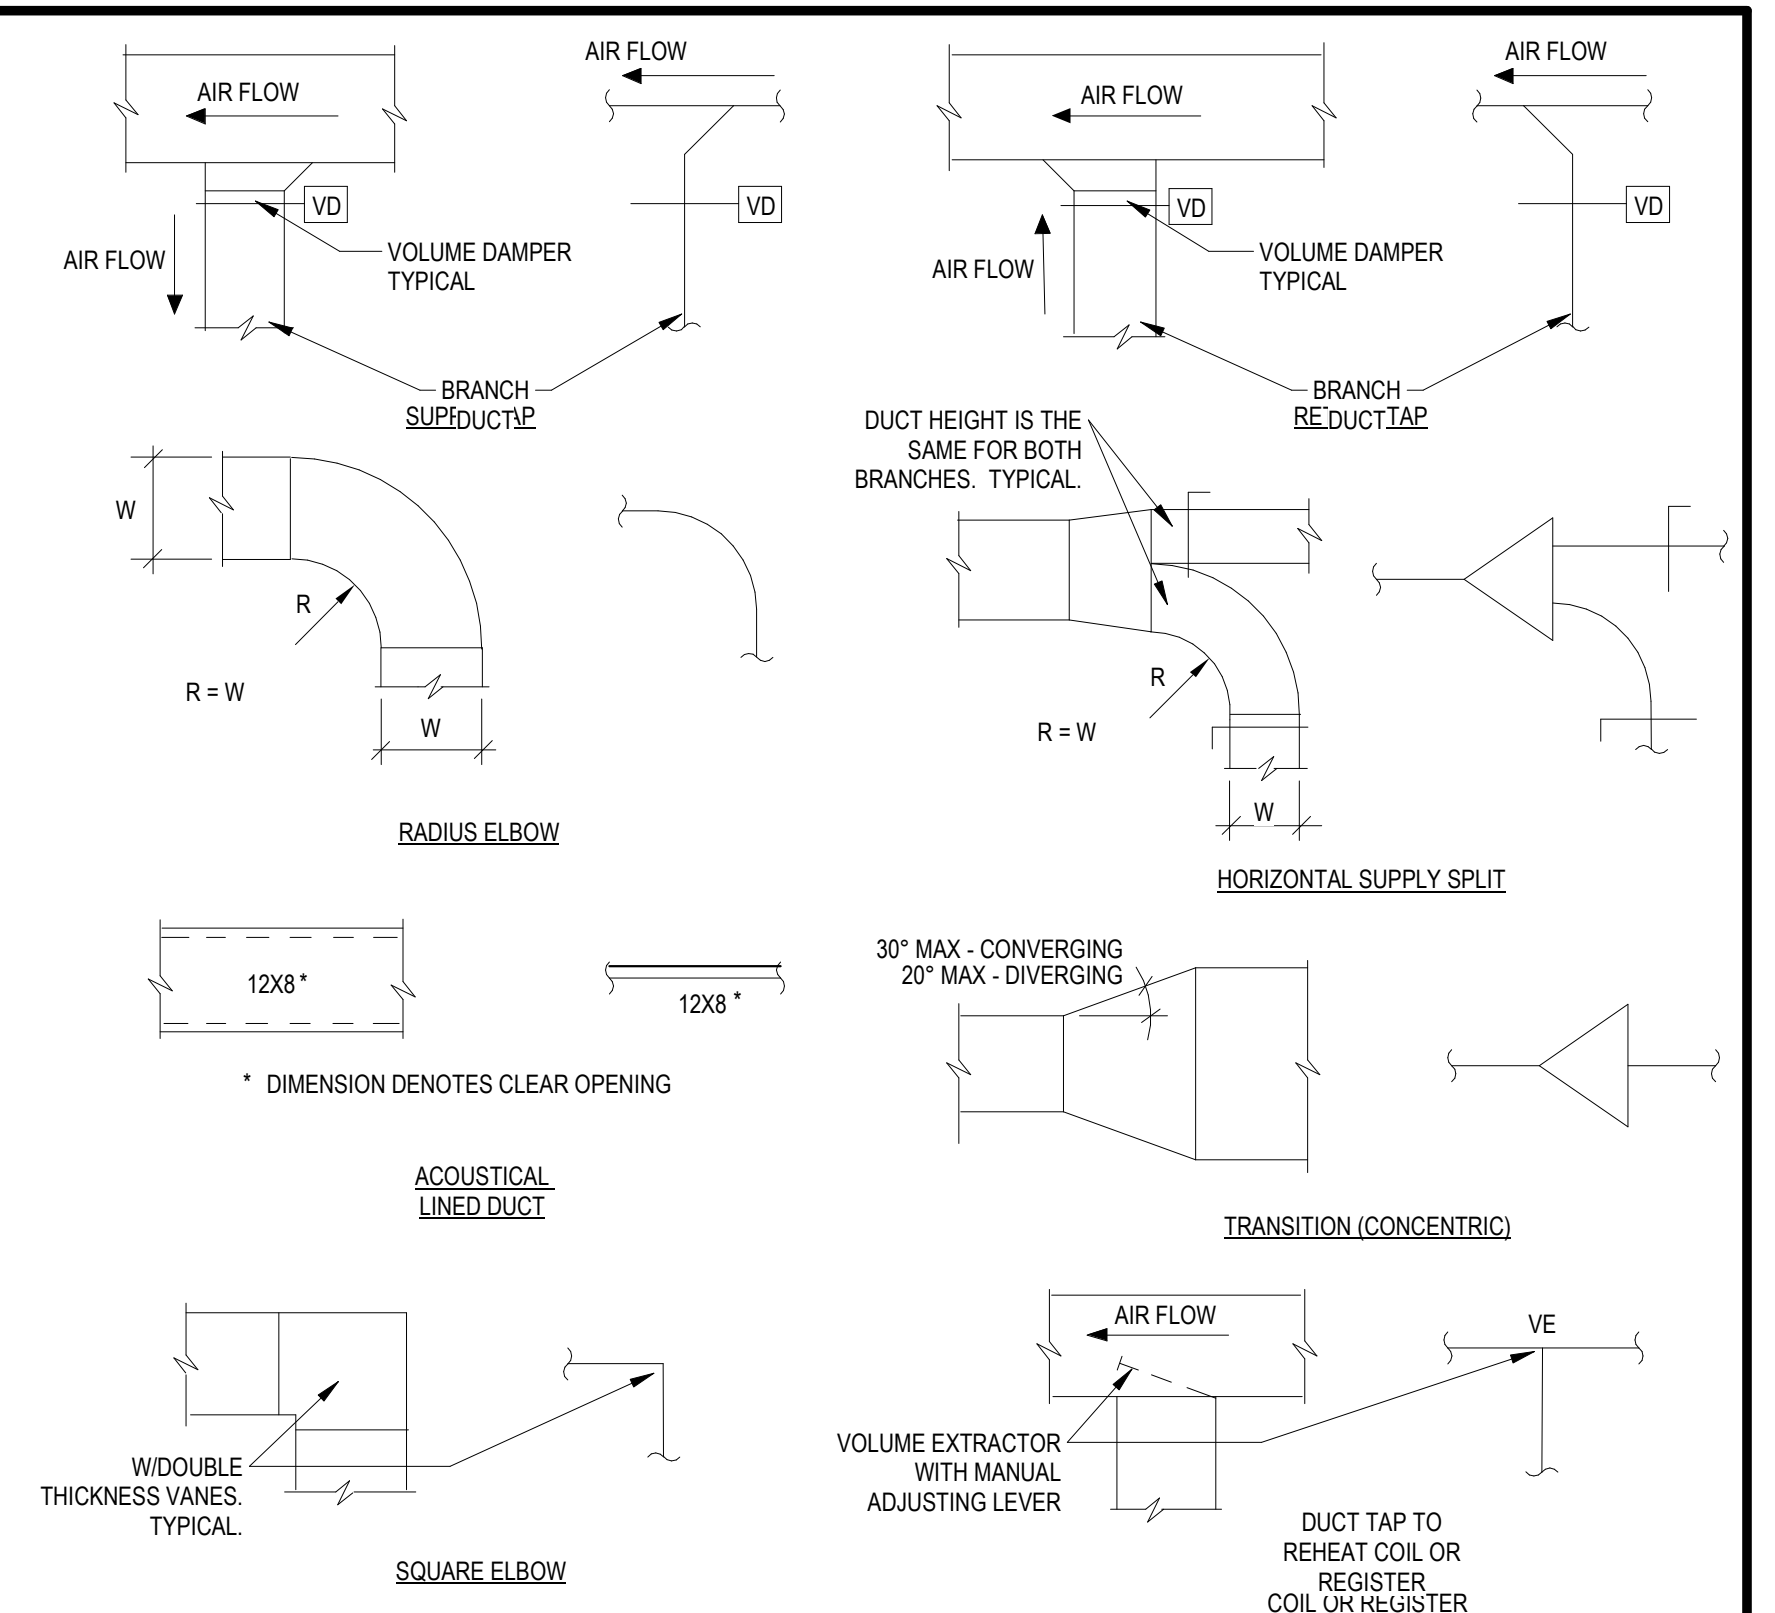 AIR FLOW
AIR FLOW
VD
VD
AIR FLOW
VOLUME DAMPER
TYPICAL
BRANCH
DUCT
AIR FLOW
AIR FLOW
VD
VD
AIR FLOW
VOLUME DAMPER
TYPICAL
BRANCH
DUCT
TAP
W
R
R = W
W
RADIUS ELBOW
DUCT HEIGHT IS THE
SAME FOR BOTH
BRANCHES. TYPICAL.
R
R = W
W
HORIZONTAL SUPPLY SPLIT
12X8 *
12X8 *
* DIMENSION DENOTES CLEAR OPENING
ACOUSTICAL
LINED DUCT
30° MAX - CONVERGING
20° MAX - DIVERGING
TRANSITION (CONCENTRIC)
W/DOUBLE
THICKNESS VANES.
TYPICAL.
SQUARE ELBOW
AIR FLOW
VE
VOLUME EXTRACTOR
WITH MANUAL
ADJUSTING LEVER
DUCT TAP TO
REHEAT COIL OR
REGISTER
COIL OR REGISTER